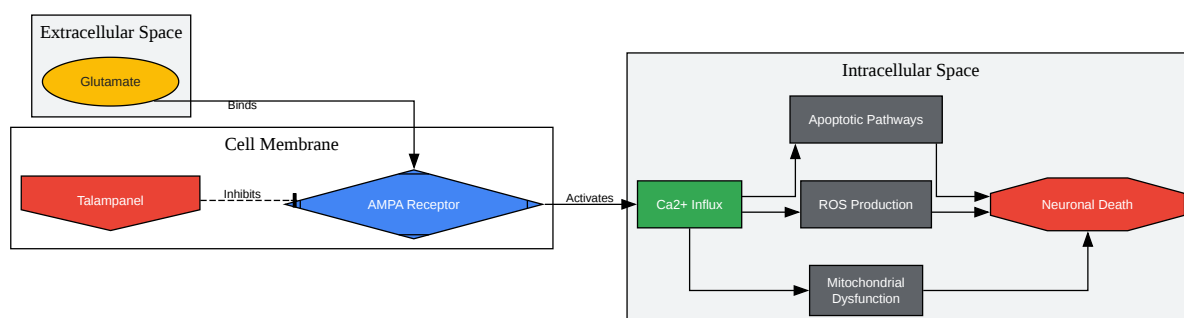 Extracellular Space
Glutamate
Binds
Cell Membrane
Talampanel
Inhibits
AMPA Receptor
Activates
Intracellular Space
Ca2+ Influx
Apoptotic Pathways
ROS Production
Mitochondrial
Dysfunction
Neuronal Death